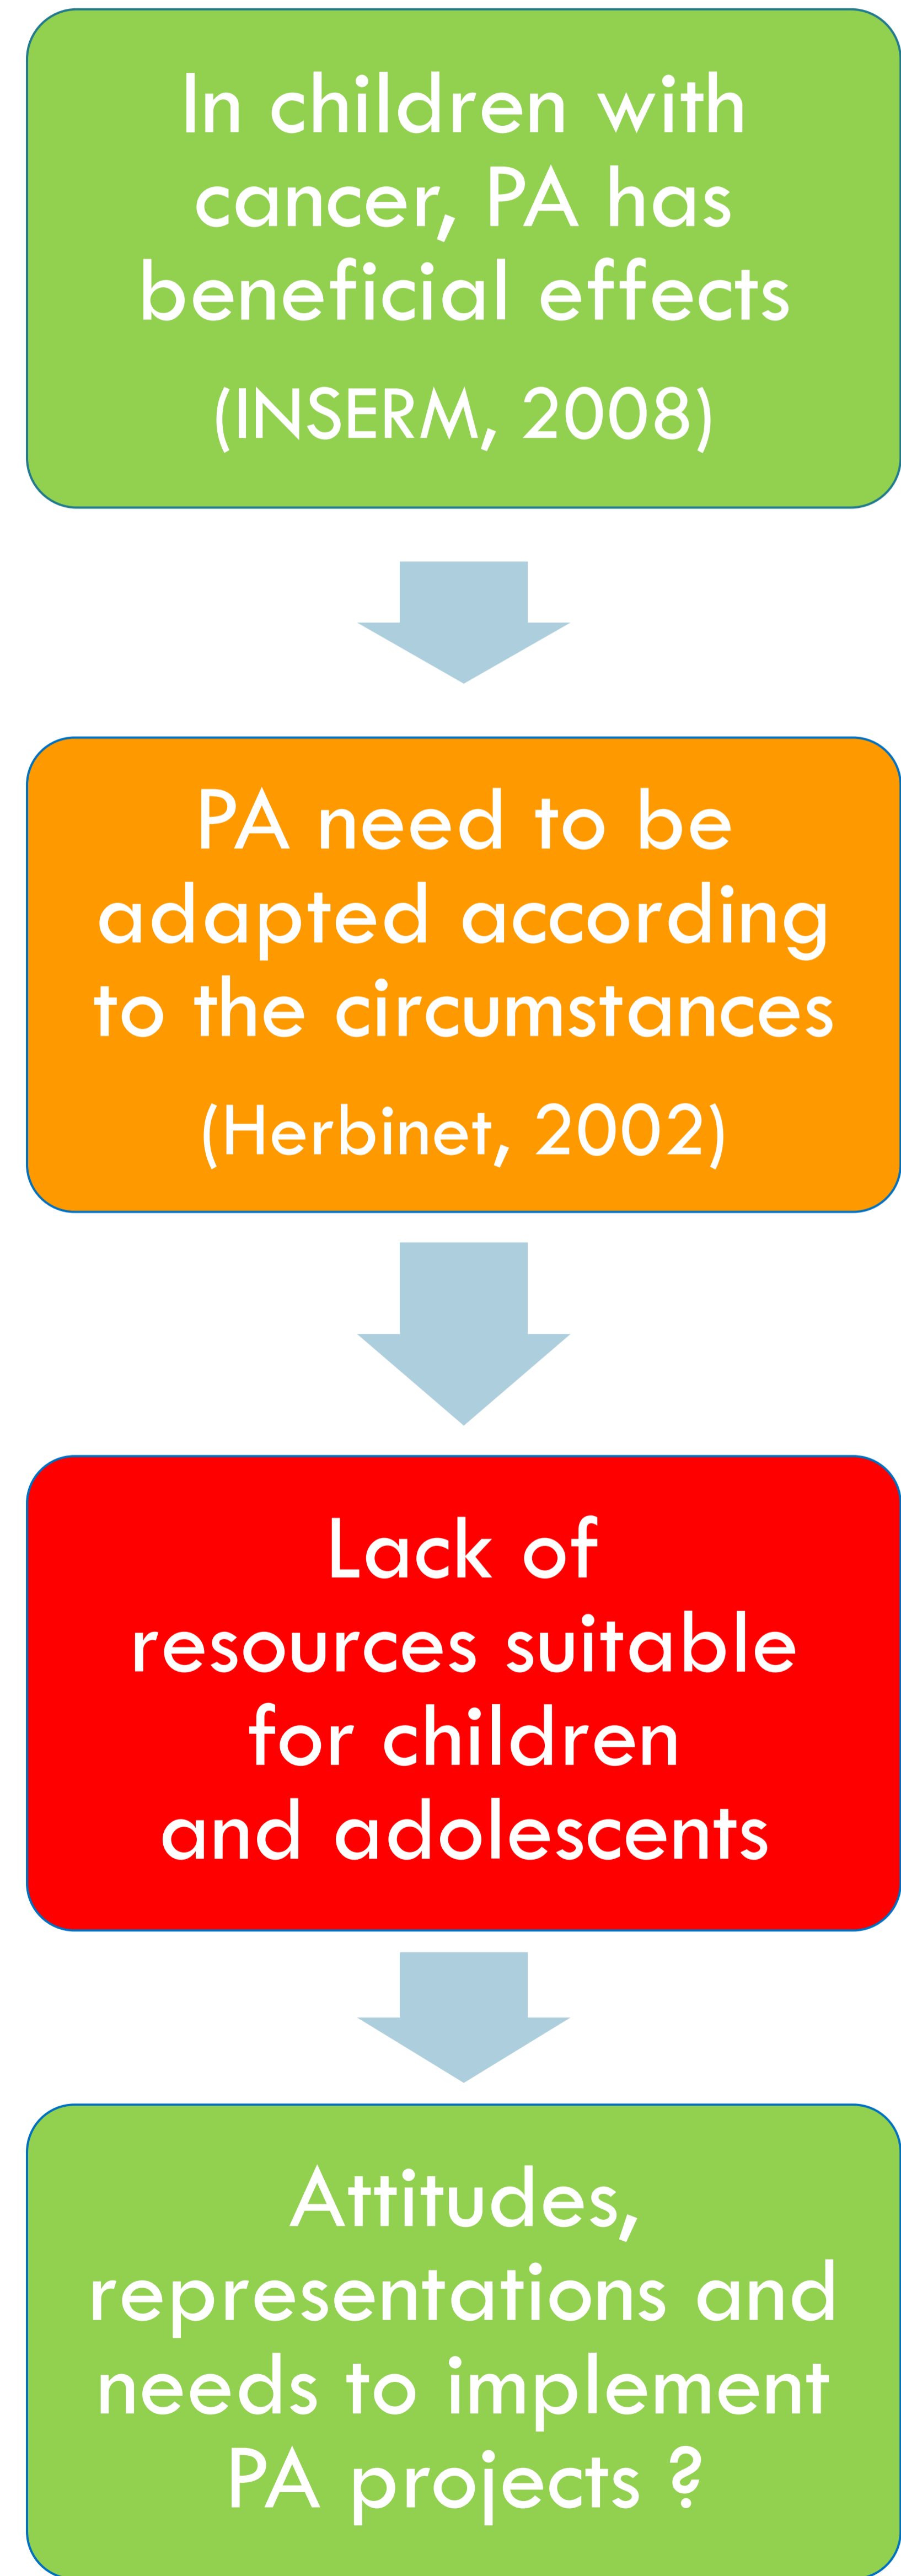 In children with
cancer, PA has
beneficial effects
(INSERM, 2008)
PA need to be
adapted according
to the circumstances
(Herbinet, 2002)
Lack of
resources suitable
for children
and adolescents
Attitudes,
representations and
needs to implement
PA projects ?